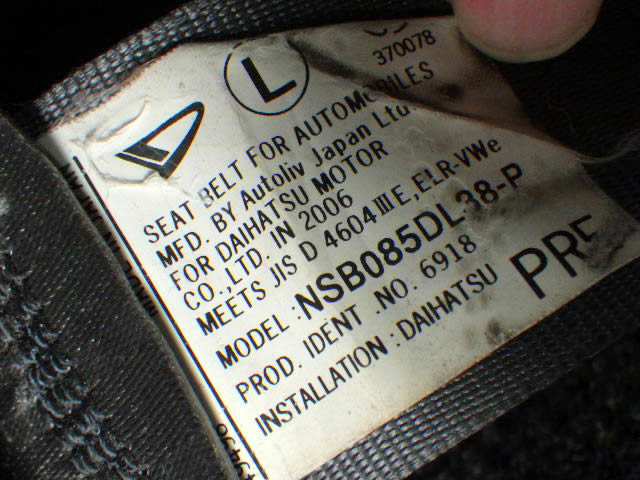 370078
L
SEAT BELT FOR AUTOMOBILES
MFD. BY Autoliv Japan Ltd
FOR DAIHATSU MOTOR
CO.,LTD. IN 2006
MEETS JIS D 4604 III E, ELR-VWe
MODEL : NSB085DL38-P
PROD. IDENT .NO. 6918
INSTALLATION : DAIHATSU
PRE